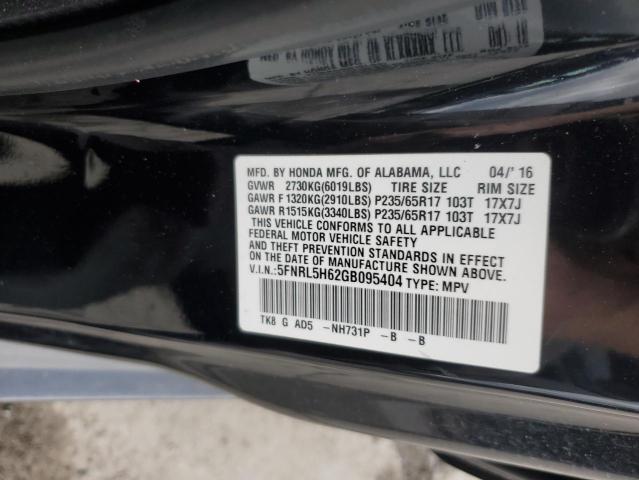 MFD. BY HONDA MFG. OF ALABAMA, LLC 04/'16
GVWR 2730KG(6019LBS) TIRE SIZE RIM SIZE
GAWR F 1320KG(2910LBS) P235/65R17 103T 17X7J
GAWR R1515KG(3340LBS) P235/65R17 103T 17X7J
THIS VEHICLE CONFORMS TO ALL APPLICABLE
FEDERAL MOTOR VEHICLE SAFETY
AND THEFT PREVENTION STANDARDS IN EFFECT
ON THE DATE OF MANUFACTURE SHOWN ABOVE.
V.I.N.:5FNRL5H62GB095404 TYPE: MPV
TK8 G AD5 -NH731P -B -B